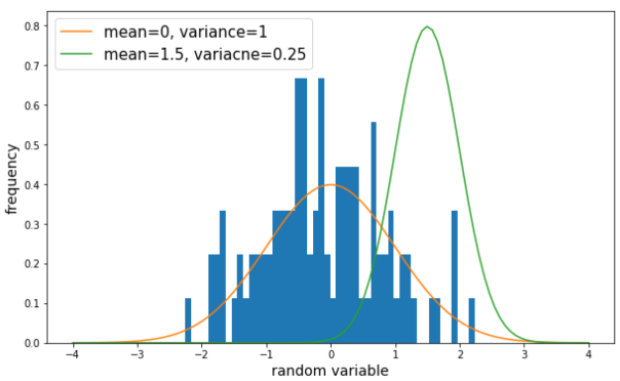 mean=0, variance=1
mean=1.5, variacne=0.25
0.8
0.7
0.6
0.5
0.4
0.3
0.2
0.1
0.0
frequency
−4 −3 −2 −1 0 1 2 3 4
random variable